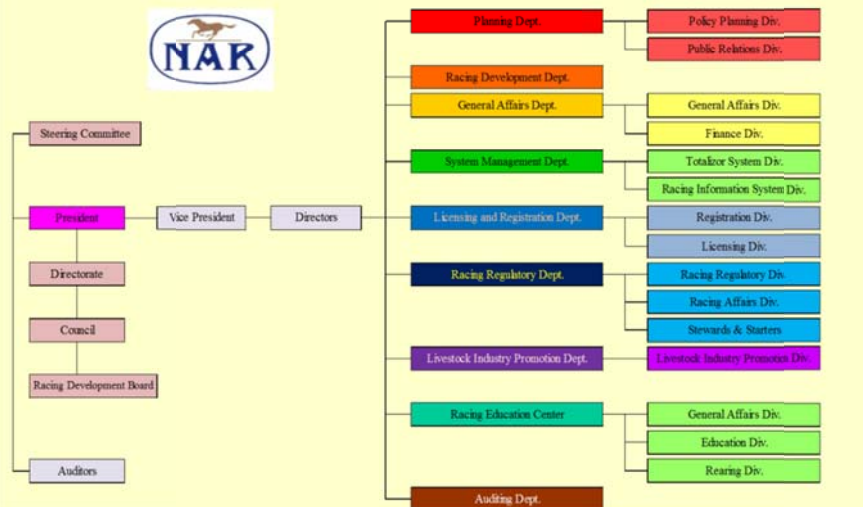 NAR
Planning Dept.
Policy Planning Div.
Public Relations Div.
Racing Development Dept.
General Affairs Dept.
General Affairs Div.
Finance Div.
Steering Committee
System Management Dept.
Totalizor System Div.
Racing Information System Div.
President
Vice President
Directors
Licensing and Registration Dept.
Registration Div.
Licensing Div.
Directorate
Racing Regulatory Dept.
Racing Regulatory Div.
Racing Affairs Div.
Council
Stewards & Starters
Livestock Industry Promotion Dept.
Livestock Industry Promotion Div.
Racing Development Board
Racing Education Center
General Affairs Div.
Education Div.
Auditors
Rearing Div.
Auditing Dept.